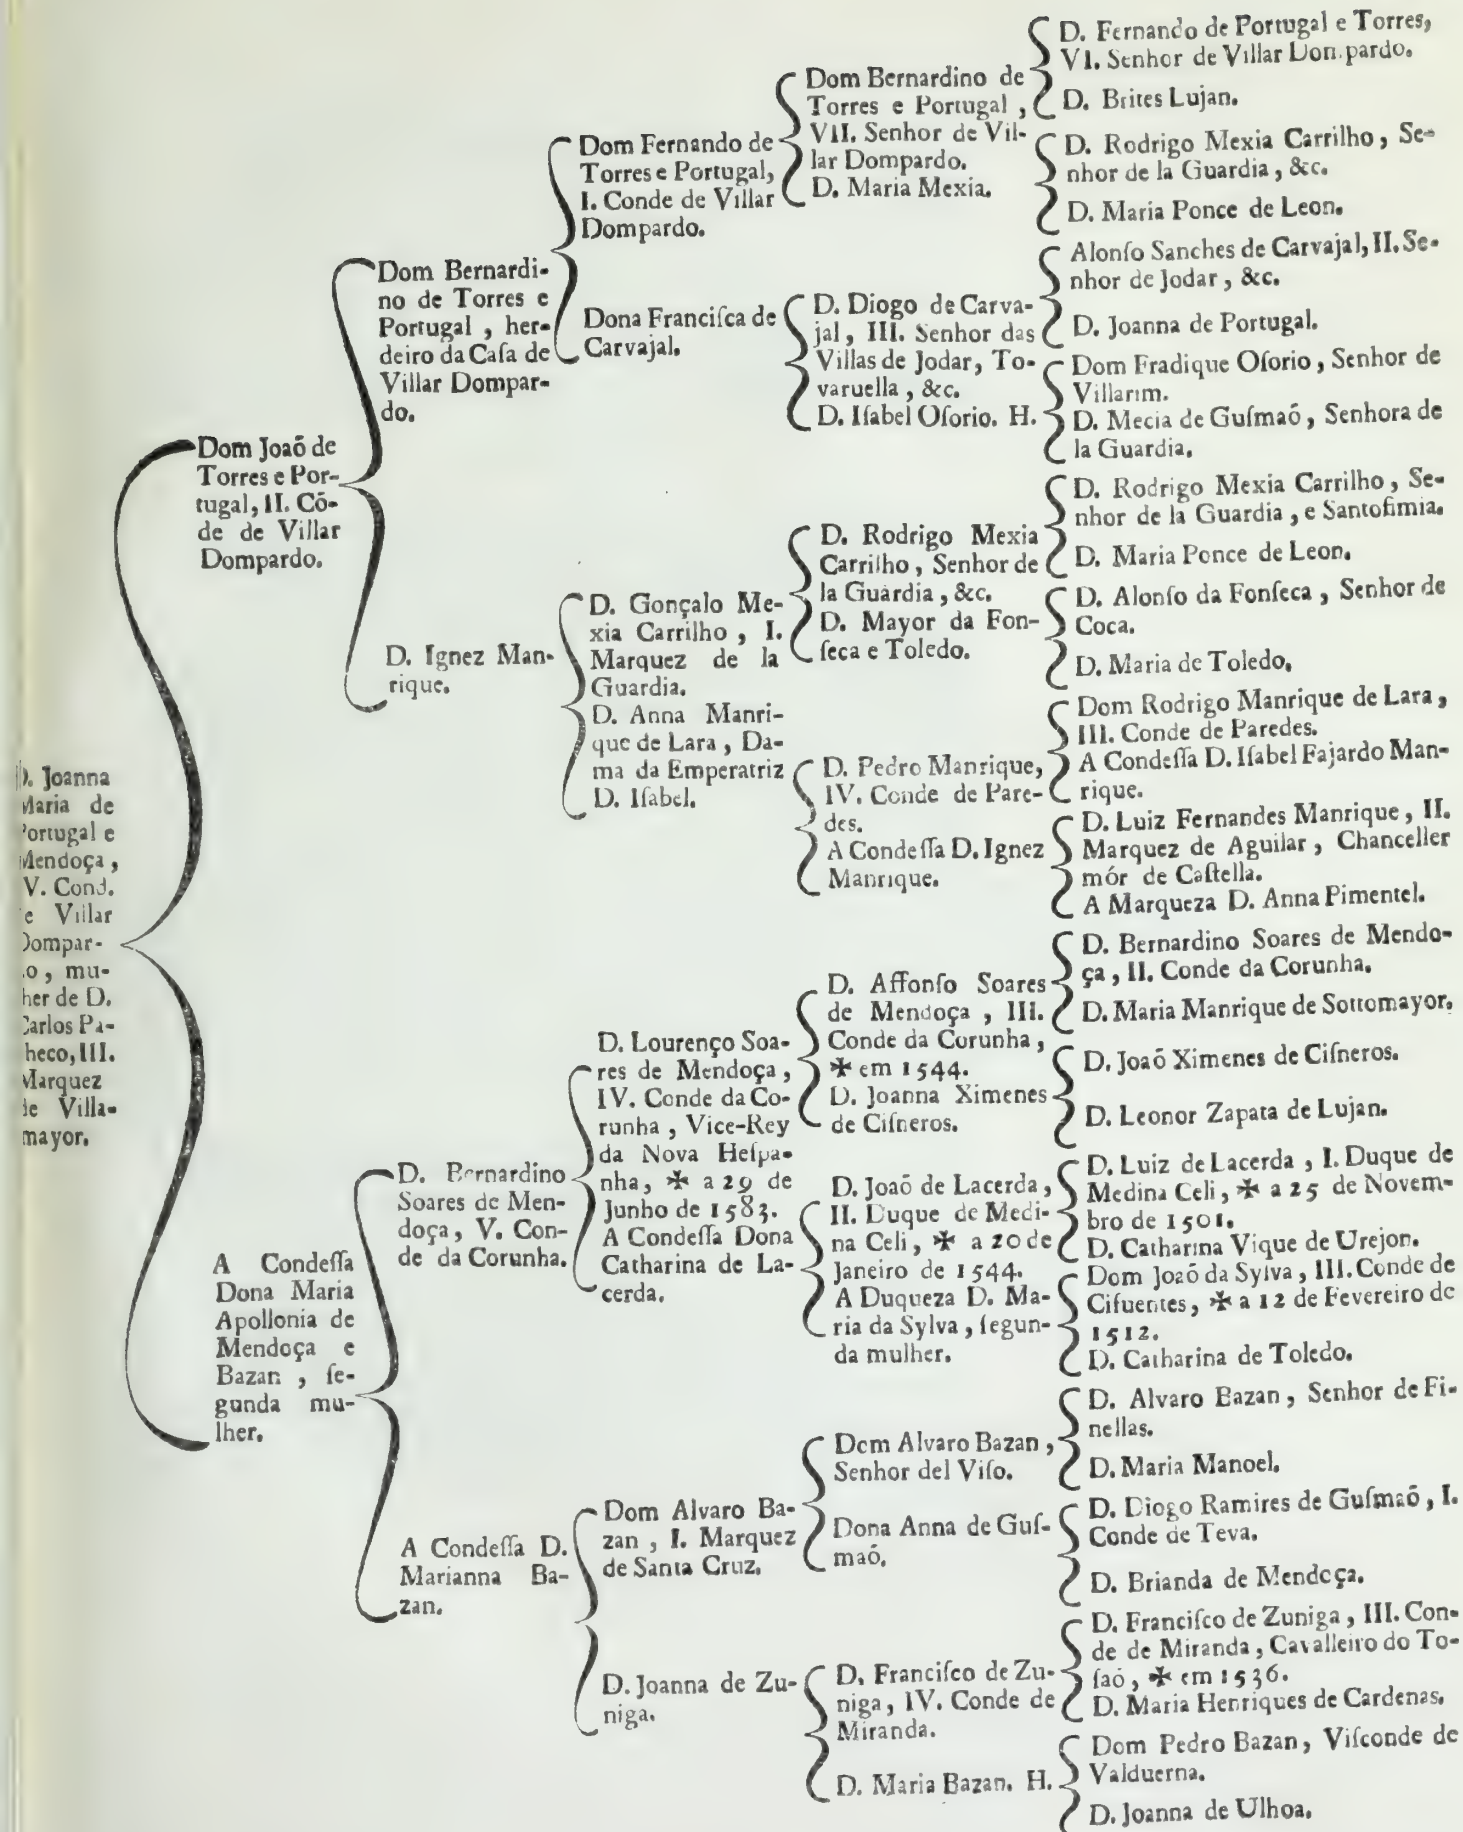 D. Joanna
Maria de
Portugal e
Mendoça,
V. Cond.
e Villar
Dompar-
o, mu-
her de D.
Carlos Pa-
checo, III.
Marquez
de Villa-
mayor.
Dom Joaõ de
Torres e Por-
tugal, II. Cõ-
de de Villar
Dompardo.
A Condeſſa
Dona Maria
Apollonia de
Mendoça e
Bazan, ſe-
gunda mu-
lher.
Dom Bernardi-
no de Torres e
Portugal, her-
deiro da Caſa de
Villar Dompar-
do.
D. Ignez Man-
rique.
D. Bernardino
Soares de Men-
doça, V. Con-
de da Corunha.
A Condeſſa D.
Marianna Ba-
zan.
Dom Fernando de
Torres e Portugal,
I. Conde de Villar
Dompardo.
Dona Franciſca de
Carvajal.
D. Gonçalo Me-
xia Carrilho, I.
Marquez de la
Guardia.
D. Anna Manri-
que de Lara, Da-
ma da Emperatriz
D. Iſabel.
D. Lourenço Soa-
res de Mendoça,
IV. Conde da Co-
runha, Vice-Rey
da Nova Heſpa-
nha, ✠ a 29 de
Junho de 1583.
A Condeſſa Dona
Catharina de La-
cerda.
Dom Alvaro Ba-
zan, I. Marquez
de Santa Cruz.
D. Joanna de Zu-
niga.
Dom Bernardino de
Torres e Portugal,
VII. Senhor de Vil-
lar Dompardo.
D. Maria Mexia.
D. Diogo de Carva-
jal, III. Senhor das
Villas de Jodar, To-
varuella, &c.
D. Iſabel Oſorio. H.
D. Rodrigo Mexia
Carrilho, Senhor de
la Guardia, &c.
D. Mayor da Fon-
ſeca e Toledo.
D. Pedro Manrique,
IV. Conde de Pare-
des.
A Condeſſa D. Ignez
Manrique.
D. Affonſo Soares
de Mendoça, III.
Conde da Corunha,
✠ em 1544.
D. Joanna Ximenes
de Ciſneros.
D. Joaõ de Lacerda,
II. Duque de Medi-
na Celi, ✠ a 20 de
Janeiro de 1544.
A Duqueza D. Ma-
ria da Sylva, ſegun-
da mulher.
Dom Alvaro Bazan,
Senhor del Viſo.
Dona Anna de Guſ-
maõ.
D. Franciſco de Zu-
niga, IV. Conde de
Miranda.
D. Maria Bazan. H.
D. Fernando de Portugal e Torres,
VI. Senhor de Villar Dompardo.
D. Brites Lujan.
D. Rodrigo Mexia Carrilho, Se-
nhor de la Guardia, &c.
D. Maria Ponce de Leon.
Alonſo Sanches de Carvajal, II. Se-
nhor de Jodar, &c.
D. Joanna de Portugal.
Dom Fradique Oſorio, Senhor de
Villarim.
D. Mecia de Guſmaõ, Senhora de
la Guardia.
D. Rodrigo Mexia Carrilho, Se-
nhor de la Guardia, e Santofimia.
D. Maria Ponce de Leon.
D. Alonſo da Fonſeca, Senhor de
Coca.
D. Maria de Toledo.
Dom Rodrigo Manrique de Lara,
III. Conde de Paredes.
A Condeſſa D. Iſabel Fajardo Man-
rique.
D. Luiz Fernandes Manrique, II.
Marquez de Aguilar, Chanceller
mór de Caſtella.
A Marqueza D. Anna Pimentel.
D. Bernardino Soares de Mendo-
ça, II. Conde da Corunha.
D. Maria Manrique de Sottomayor.
D. Joaõ Ximenes de Ciſneros.
D. Leonor Zapata de Lujan.
D. Luiz de Lacerda, I. Duque de
Medina Celi, ✠ a 25 de Novem-
bro de 1501.
D. Catharina Vique de Urejon.
Dom Joaõ da Sylva, III. Conde de
Cifuentes, ✠ a 12 de Fevereiro de
1512.
D. Catharina de Toledo.
D. Alvaro Bazan, Senhor de Fi-
nellas.
D. Maria Manoel.
D. Diogo Ramires de Guſmaõ, I.
Conde de Teva.
D. Brianda de Mendoça.
D. Franciſco de Zuniga, III. Con-
de de Miranda, Cavalleiro do To-
ſaõ, ✠ em 1536.
D. Maria Henriques de Cardenas.
Dom Pedro Bazan, Viſconde de
Valduerna.
D. Joanna de Ulhoa.